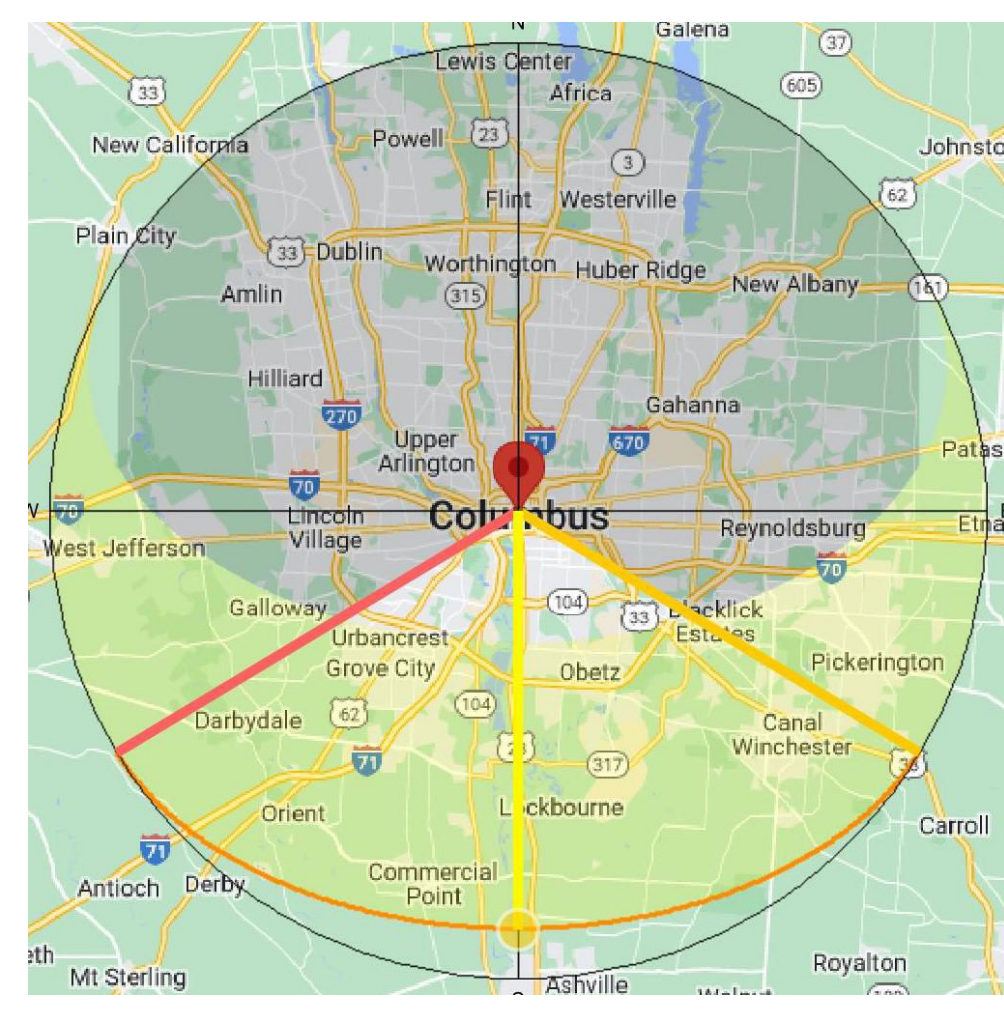 N
Galena
37
Lewis Center
605
33
Africa
Powell
23
New California
Johnsto
3
62
Flint
Westerville
Plain City
33
Dublin
Worthington
Huber Ridge
New Albany
161
Amlin
315
Hilliard
270
Gahanna
Upper
Arlington
71
670
Patas
70
70
W
Columbus
Lincoln
Village
Reynoldsburg
Etna
West Jefferson
70
104
33
Galloway
Blacklick
Estates
Urbancrest
Grove City
Obetz
Pickerington
Darbydale
62
104
Canal
Winchester
23
71
317
33
Orient
Lockbourne
Carroll
71
Commercial
Point
Antioch
Derby
eth
Mt Sterling
Royalton
Ashville